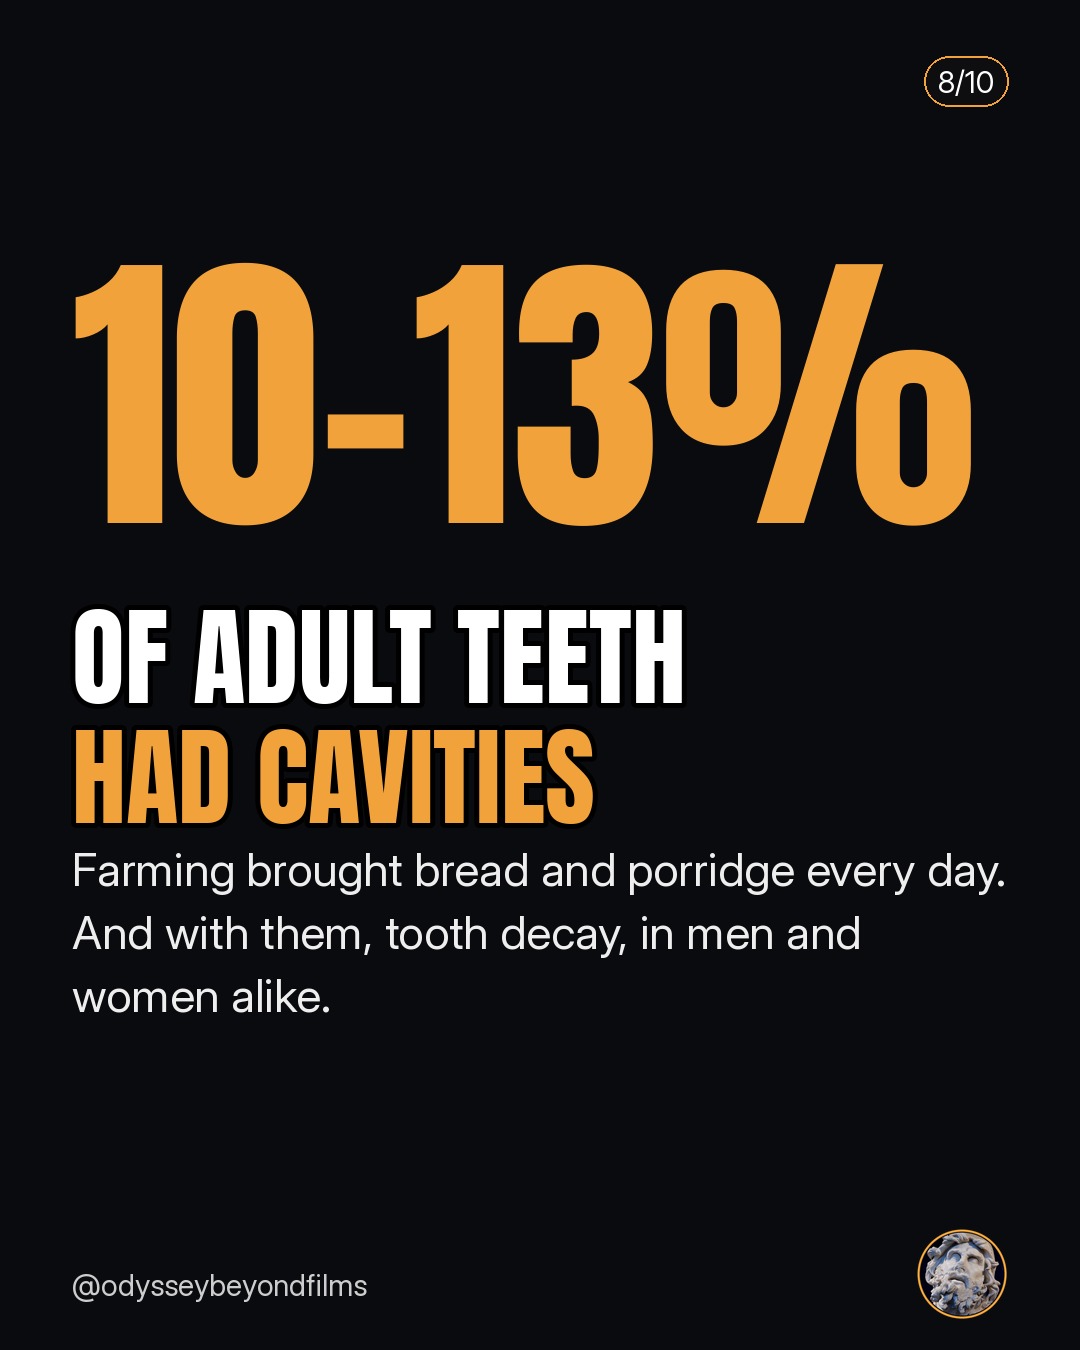 8/10
10-13%
OF ADULT TEETH
HAD CAVITIES
Farming brought bread and porridge every day.
And with them, tooth decay, in men and
women alike.
@odysseybeyondfilms